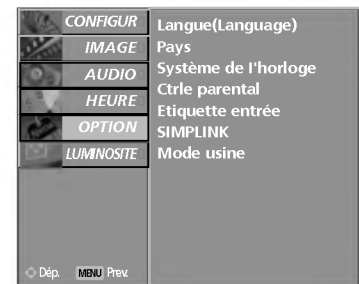 CONFIGUR
IMAGE
AUDIO
HEURE
OPTION
LUMINOSITE
Langue(Language)
Pays
Système de l'horloge
Ctrle parental
Etiquette entrée
SIMPLINK
Mode usine
Dép. MENU Prev.